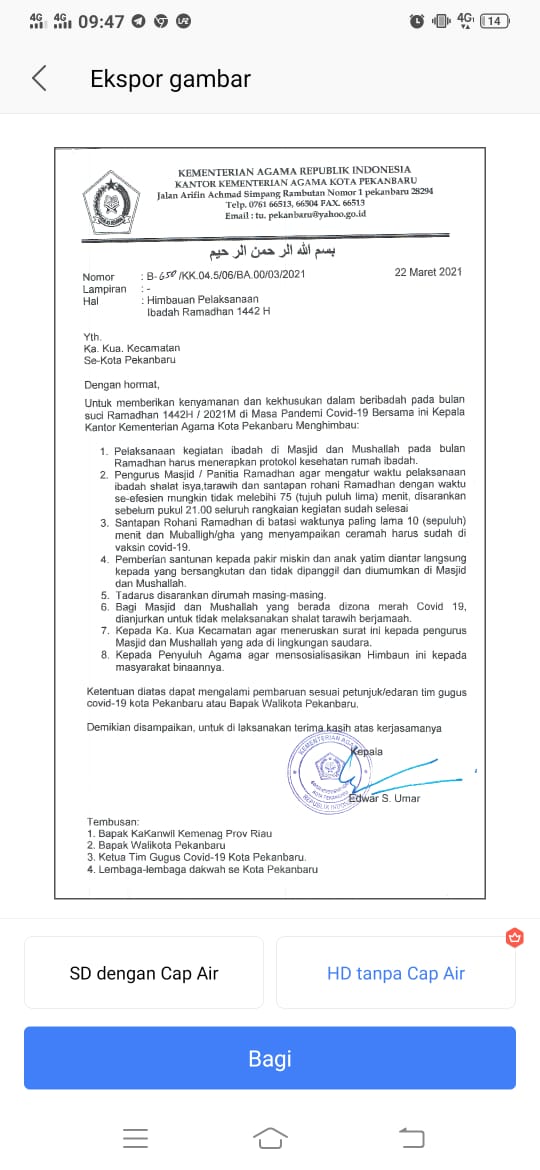 4G 4G 09:47 4G 14
Ekspor gambar
KEMENTERIAN AGAMA REPUBLIK INDONESIA
KANTOR KEMENTERIAN AGAMA KOTA PEKANBARU
Jalan Arifin Achmad Simpang Rambutan Nomor 1 pekanbaru 28294
Telp. 0761 66513, 66504 FAX. 66513
Email : tu. pekanbaru@yahoo.go.id
بسم الله الر حمن الر حيم
Nomor : B-650/KK.04.5/06/BA.00/03/2021 22 Maret 2021
Lampiran : -
Hal : Himbauan Pelaksanaan
Ibadah Ramadhan 1442 H
Yth.
Ka. Kua. Kecamatan
Se-Kota Pekanbaru
Dengan hormat,
Untuk memberikan kenyamanan dan kekhusukan dalam beribadah pada bulan
suci Ramadhan 1442H / 2021M di Masa Pandemi Covid-19 Bersama ini Kepala
Kantor Kementerian Agama Kota Pekanbaru Menghimbau:
1. Pelaksanaan kegiatan ibadah di Masjid dan Mushallah pada bulan
Ramadhan harus menerapkan protokol kesehatan rumah ibadah.
2. Pengurus Masjid / Panitia Ramadhan agar mengatur waktu pelaksanaan
ibadah shalat isya,tarawih dan santapan rohani Ramadhan dengan waktu
se-efesien mungkin tidak melebihi 75 (tujuh puluh lima) menit, disarankan
sebelum pukul 21.00 seluruh rangkaian kegiatan sudah selesai
3. Santapan Rohani Ramadhan di batasi waktunya paling lama 10 (sepuluh)
menit dan Muballigh/gha yang menyampaikan ceramah harus sudah di
vaksin covid-19.
4. Pemberian santunan kepada pakir miskin dan anak yatim diantar langsung
kepada yang bersangkutan dan tidak dipanggil dan diumumkan di Masjid
dan Mushallah.
5. Tadarus disarankan dirumah masing-masing.
6. Bagi Masjid dan Mushallah yang berada dizona merah Covid 19,
dianjurkan untuk tidak melaksanakan shalat tarawih berjamaah.
7. Kepada Ka. Kua Kecamatan agar meneruskan surat ini kepada pengurus
Masjid dan Mushallah yang ada di lingkungan saudara.
8. Kepada Penyuluh Agama agar mensosialisasikan Himbaun ini kepada
masyarakat binaannya.
Ketentuan diatas dapat mengalami pembaruan sesuai petunjuk/edaran tim gugus
covid-19 kota Pekanbaru atau Bapak Walikota Pekanbaru.
Demikian disampaikan, untuk di laksanakan terima kasih atas kerjasamanya
Kepala
KEMENTERIAN AGAMA
REPUBLIK INDONESIA
Edwar S. Umar
Tembusan:
1. Bapak KaKanwil Kemenag Prov Riau
2. Bapak Walikota Pekanbaru
3. Ketua Tim Gugus Covid-19 Kota Pekanbaru.
4. Lembaga-lembaga dakwah se Kota Pekanbaru
SD dengan Cap Air
HD tanpa Cap Air
Bagi